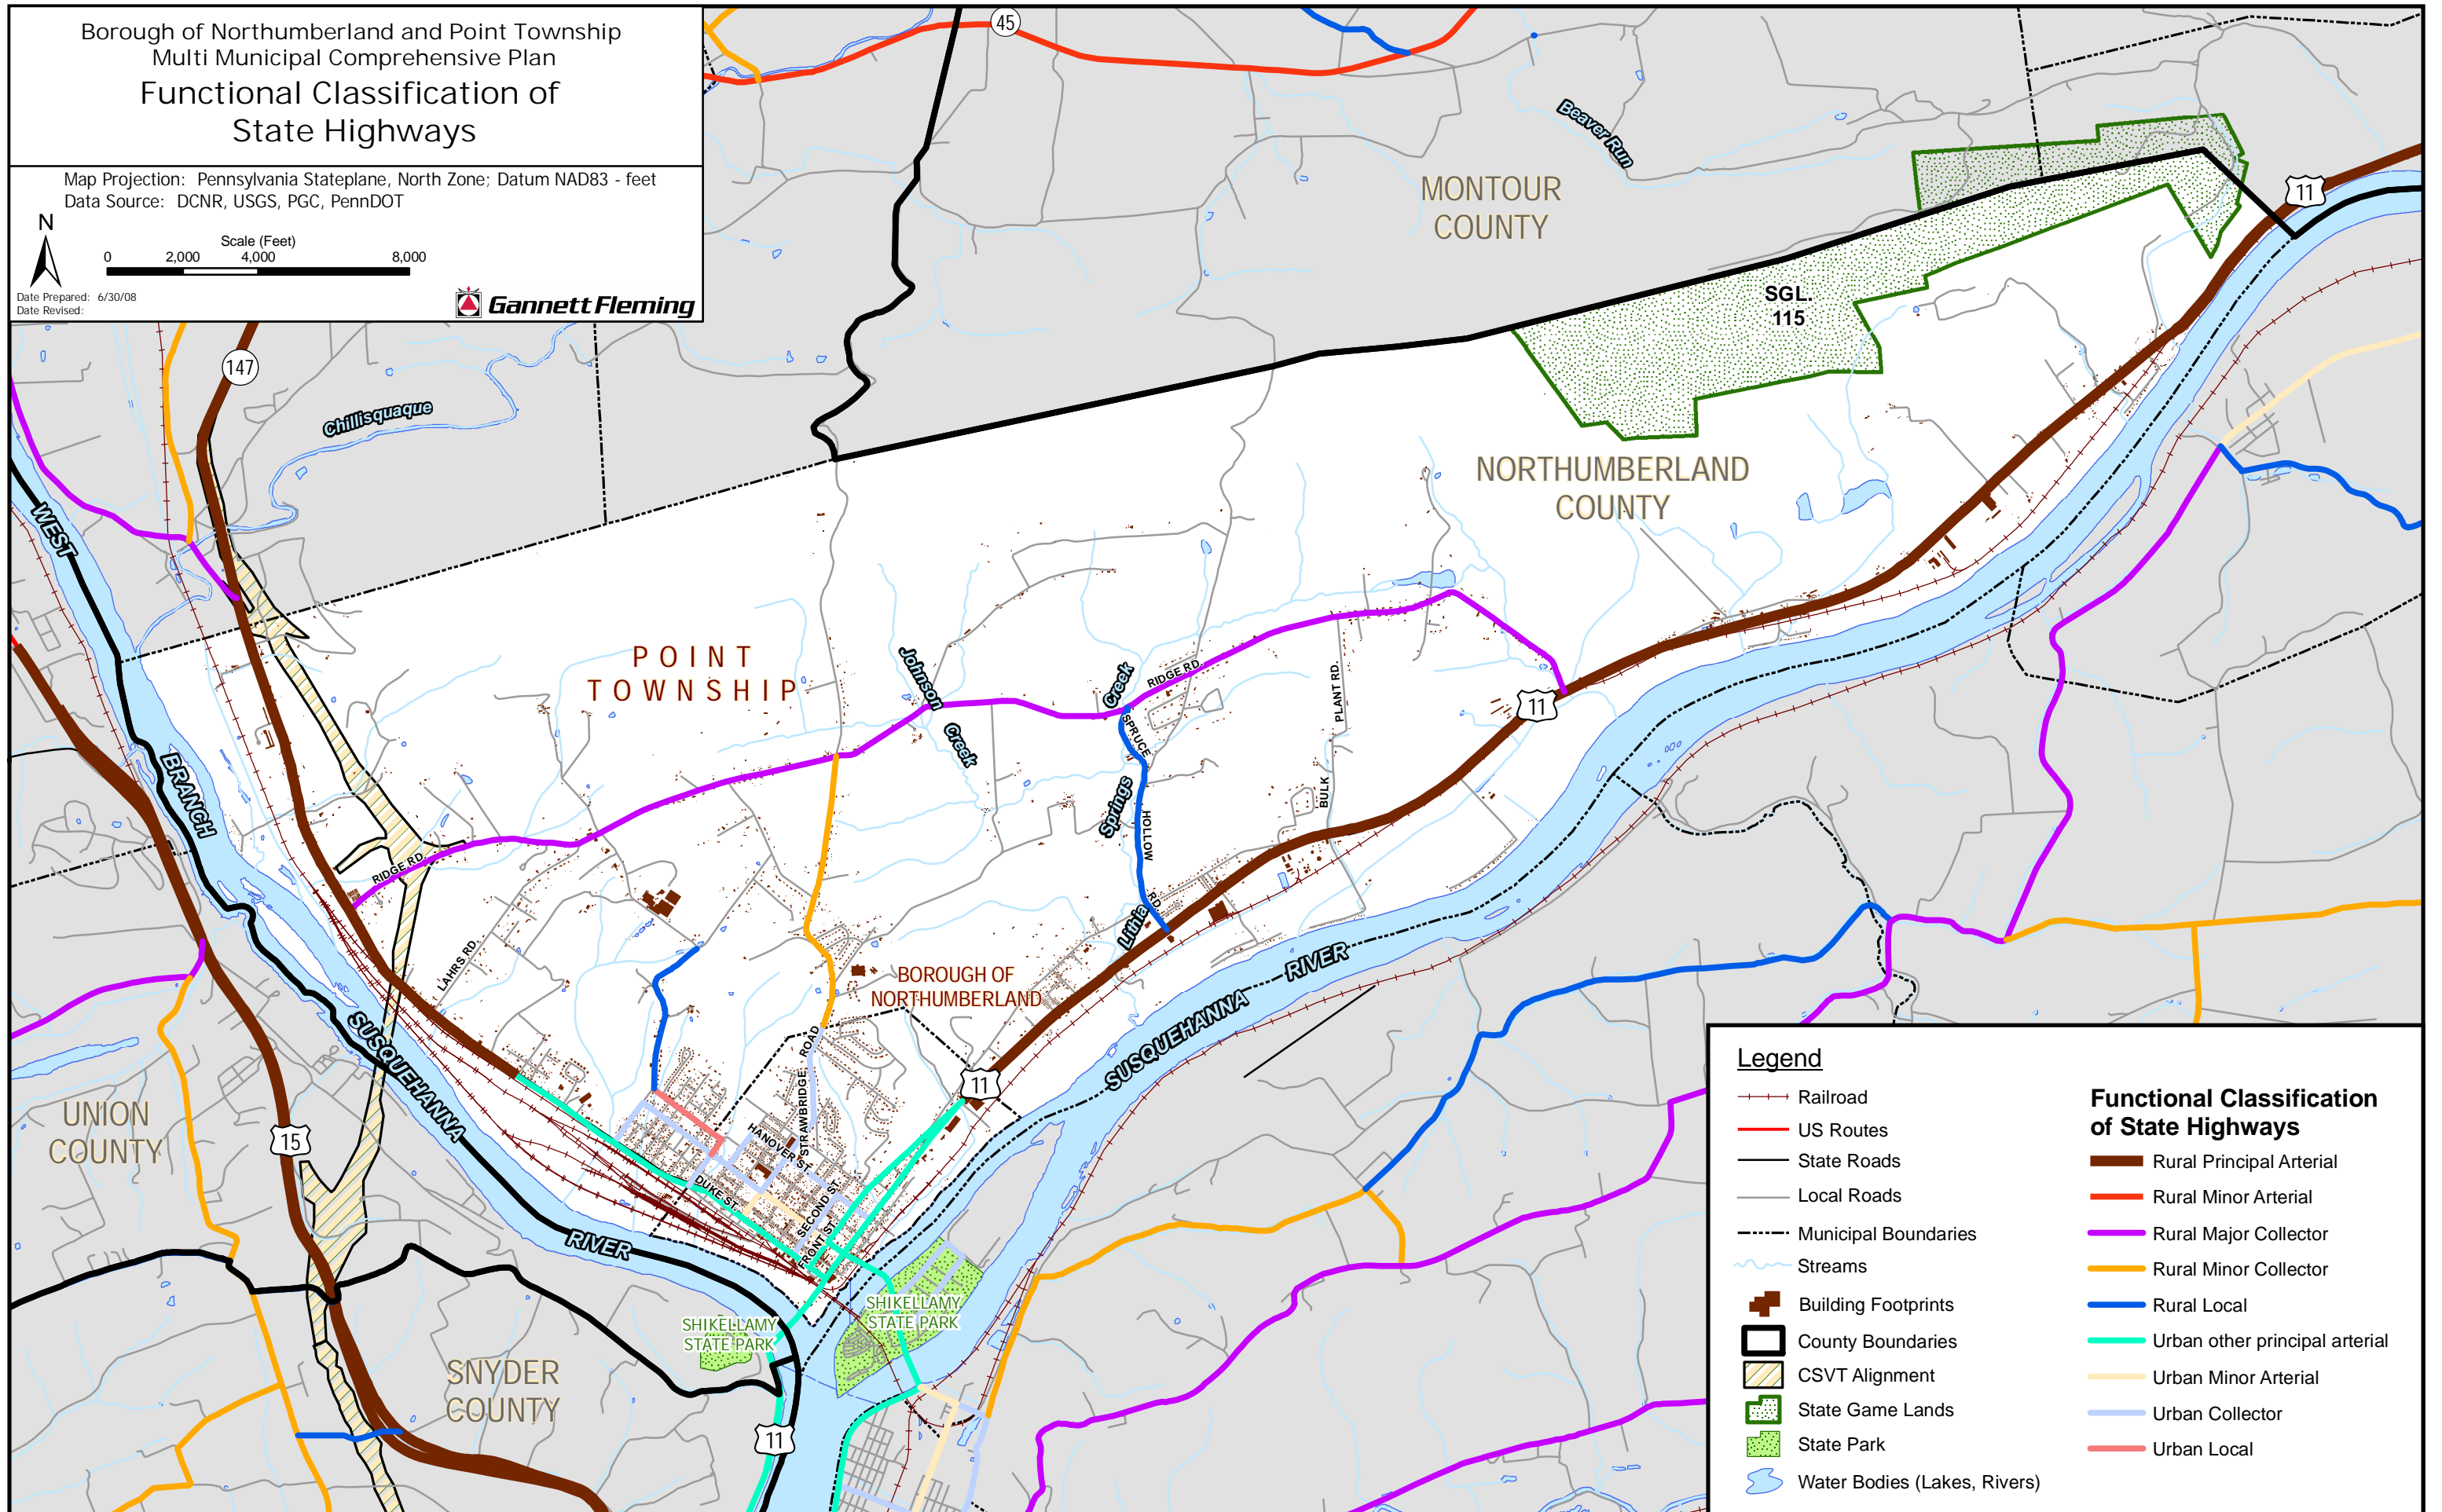 Borough of Northumberland and Point Township
Multi Municipal Comprehensive Plan
Functional Classification of
State Highways
Map Projection: Pennsylvania Stateplane, North Zone; Datum NAD83 - feet
Data Source: DCNR, USGS, PGC, PennDOT
N
Scale (Feet)
0 2,000 4,000 8,000
Date Prepared: 6/30/08
Date Revised:
Gannett Fleming
45
Beaver Run
MONTOUR
COUNTY
11
SGL.
115
147
Chillisquaque
NORTHUMBERLAND
COUNTY
WEST
BRANCH
SUSQUEHANNA
RIVER
POINT
TOWNSHIP
Johnson
Creek
Creek
Springs
Lithia
RIDGE RD.
SPRUCE
HOLLOW
RD.
PLANT RD.
BULK
11
RIDGE RD.
LAHRS RD.
BOROUGH OF
NORTHUMBERLAND
SUSQUEHANNA
RIVER
STRAWBRIDGE ROAD
11
HANOVER ST.
DUKE ST.
SECOND ST.
FRONT ST.
UNION
COUNTY
15
SHIKELLAMY
STATE PARK
SHIKELLAMY
STATE PARK
SNYDER
COUNTY
11
Legend
Railroad
US Routes
State Roads
Local Roads
Municipal Boundaries
Streams
Building Footprints
County Boundaries
CSVT Alignment
State Game Lands
State Park
Water Bodies (Lakes, Rivers)
Functional Classification
of State Highways
Rural Principal Arterial
Rural Minor Arterial
Rural Major Collector
Rural Minor Collector
Rural Local
Urban other principal arterial
Urban Minor Arterial
Urban Collector
Urban Local